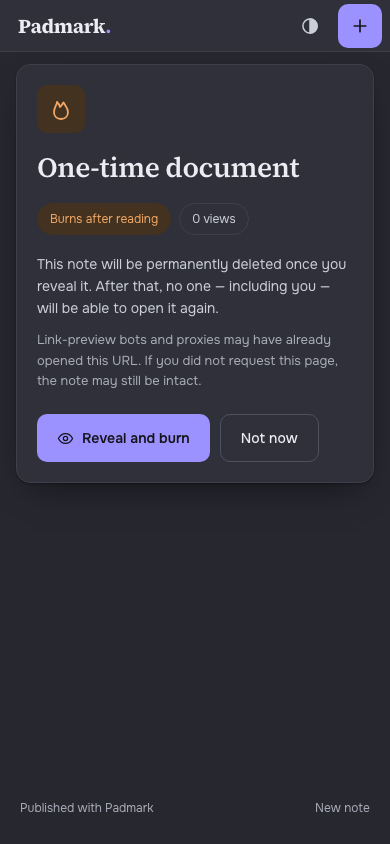 Padmark.
One-time document
Burns after reading
0 views
This note will be permanently deleted once you
reveal it. After that, no one — including you —
will be able to open it again.
Link-preview bots and proxies may have already
opened this URL. If you did not request this page,
the note may still be intact.
Reveal and burn
Not now
Published with Padmark
New note